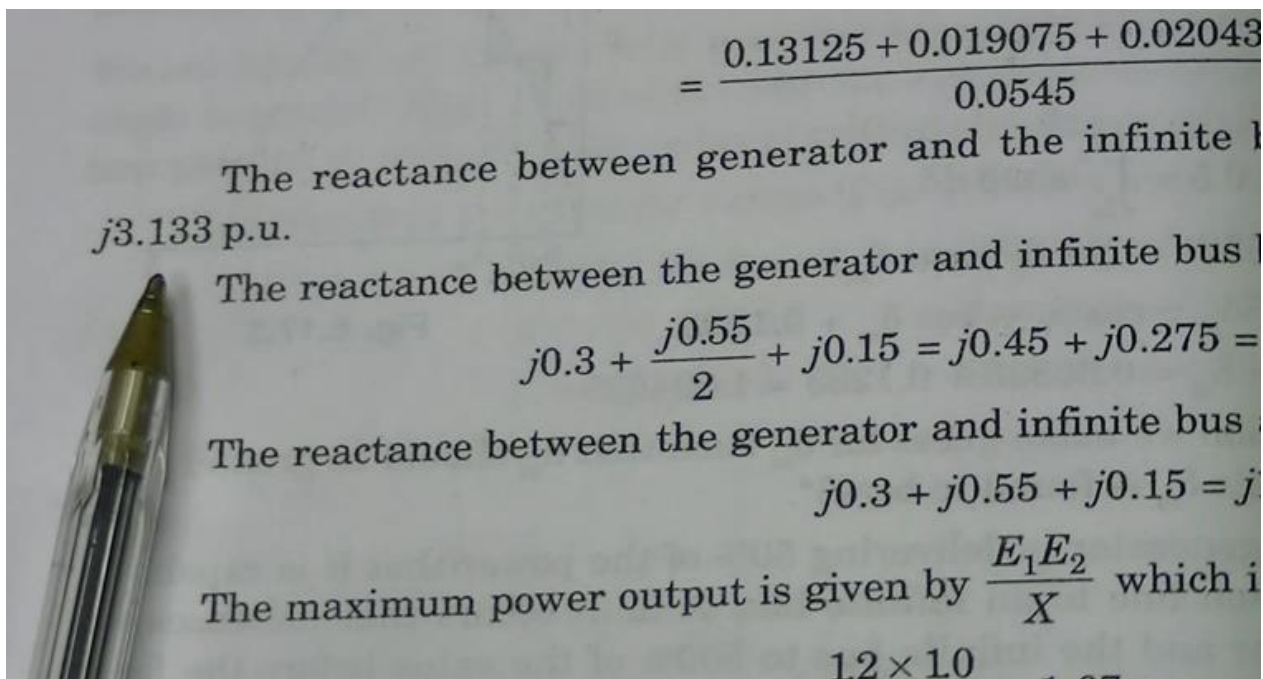 = 0.13125 + 0.019075 + 0.02043
0.0545
The reactance between generator and the infinite
j3.133 p.u.
The reactance between the generator and infinite bus
j0.3 + j0.55/2 + j0.15 = j0.45 + j0.275 =
The reactance between the generator and infinite bus
j0.3 + j0.55 + j0.15 = j
The maximum power output is given by E₁E₂/X which i
1.2 × 1.0